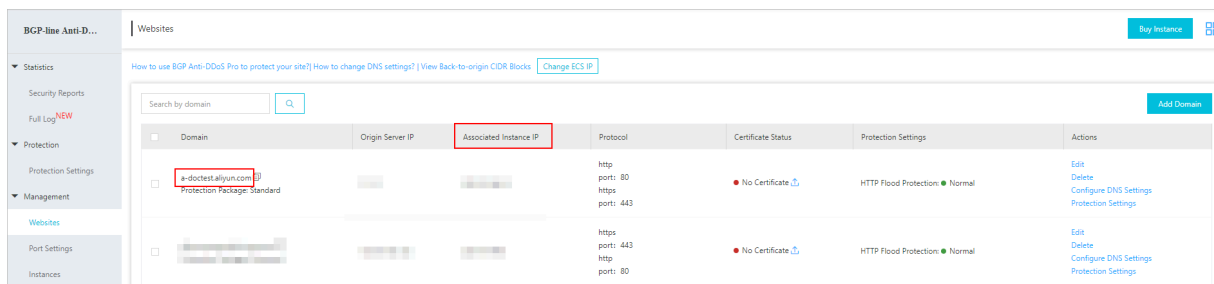 BGP-line Anti-D...
Websites
Buy Instance
Statistics
How to use BGP Anti-DDoS Pro to protect your site?| How to change DNS settings? | View Back-to-origin CIDR Blocks Change ECS IP
Security Reports
Search by domain
Add Domain
Full Log NEW
Domain Origin Server IP Associated Instance IP Protocol Certificate Status Protection Settings Actions
Protection
Protection Settings
a-doctest.aliyun.com
Protection Package: Standard
http
port: 80
https
port: 443
No Certificate
HTTP Flood Protection: Normal
Edit
Delete
Configure DNS Settings
Protection Settings
Management
Websites
Port Settings
Instances
https
port: 443
http
port: 80
No Certificate
HTTP Flood Protection: Normal
Edit
Delete
Configure DNS Settings
Protection Settings